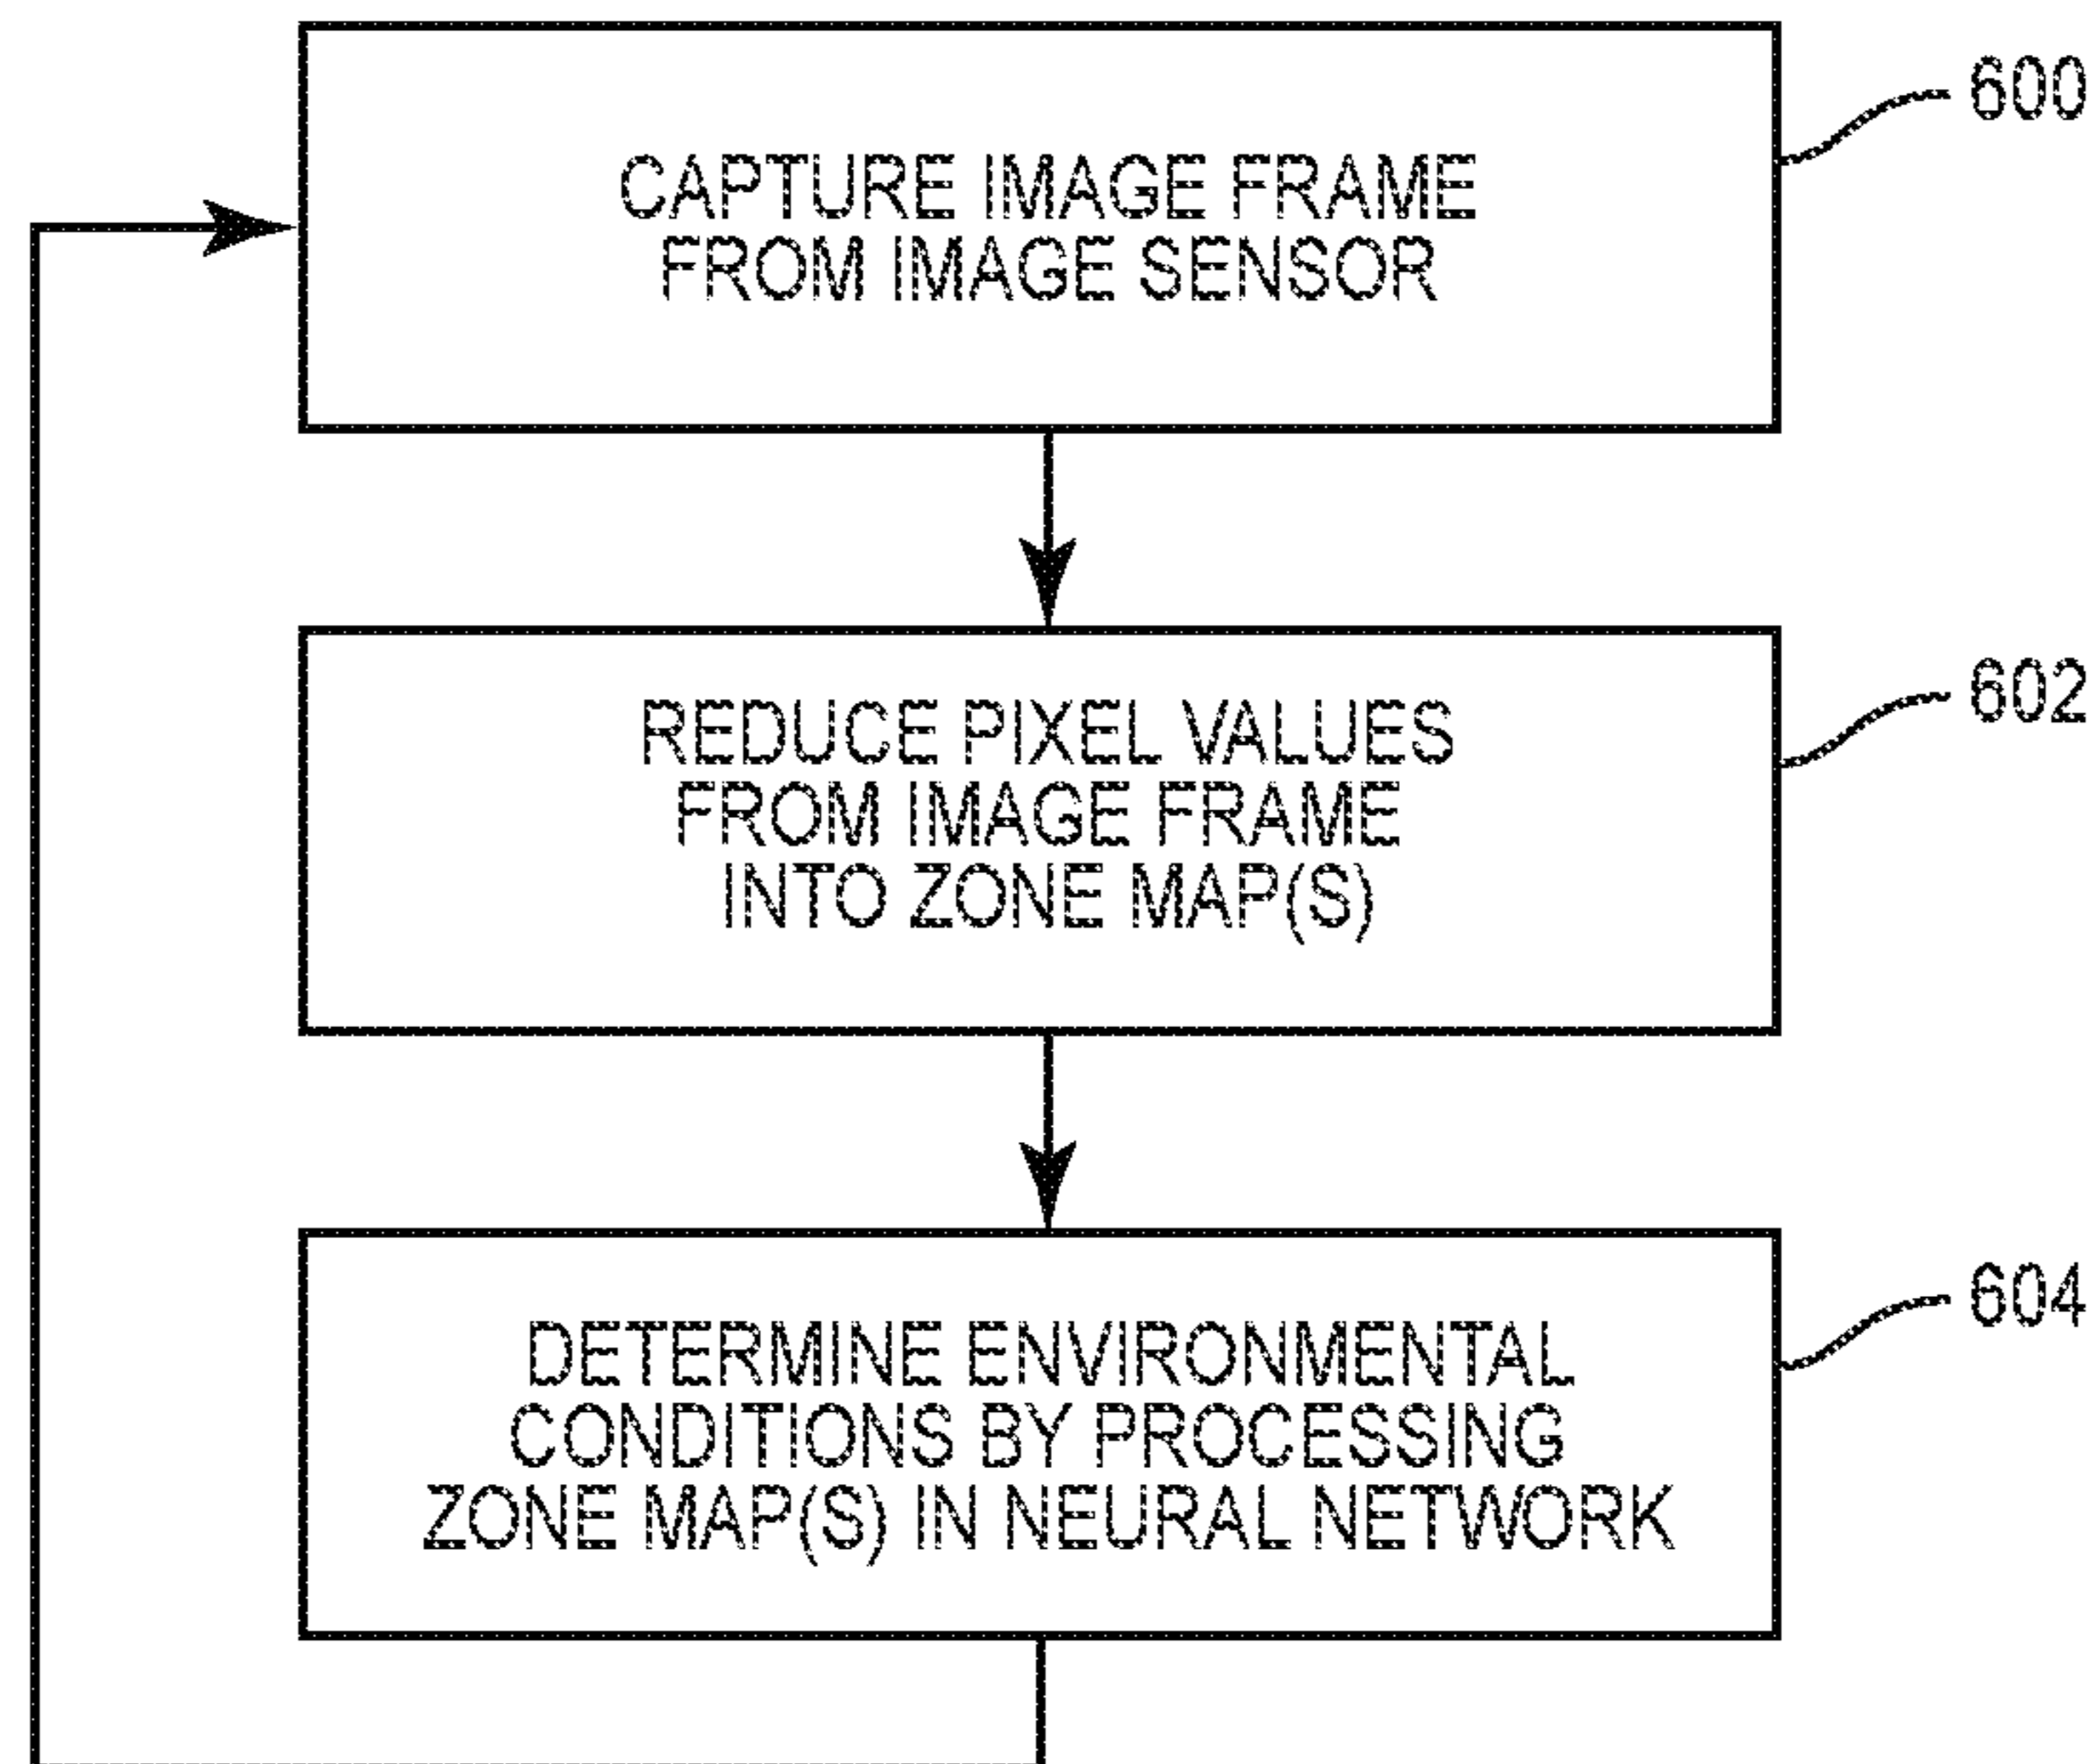 CAPTURE IMAGE FRAME
FROM IMAGE SENSOR
600
REDUCE PIXEL VALUES
FROM IMAGE FRAME
INTO ZONE MAP(S)
602
DETERMINE ENVIRONMENTAL
CONDITIONS BY PROCESSING
ZONE MAP(S) IN NEURAL NETWORK
604